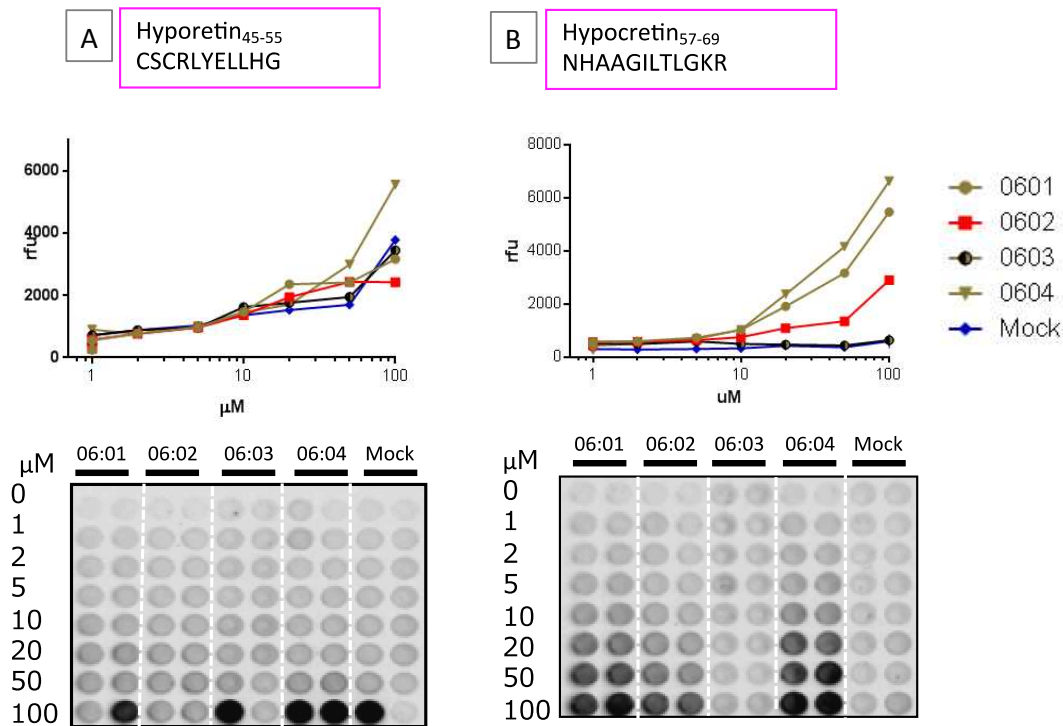 A
Hyporetin45-55
CSCRLYELLHG
B
Hypocretin57-69
NHAAGILTLGKR
6000
4000
2000
0
rfu
1
10
100
μM
8000
6000
4000
2000
0
rfu
1
10
100
uM
0601
0602
0603
0604
Mock
μM
06:01
06:02
06:03
06:04
Mock
0
1
2
5
10
20
50
100
μM
06:01
06:02
06:03
06:04
Mock
0
1
2
5
10
20
50
100